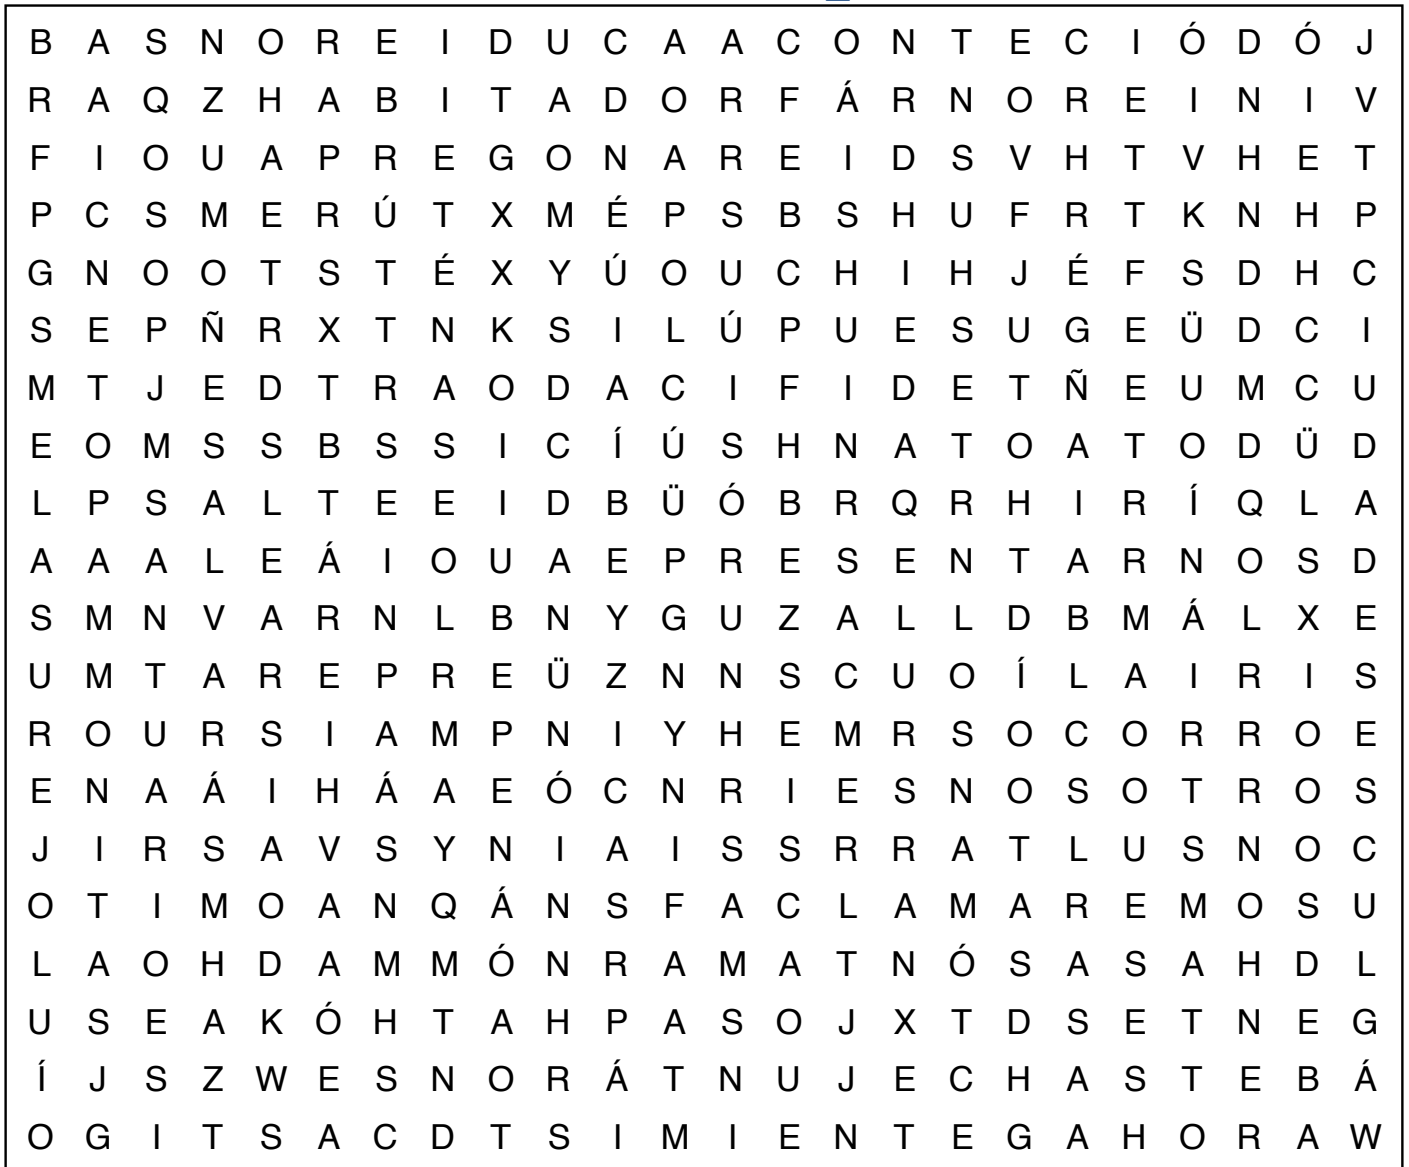 B A S N O R E I D U C A A C O N T E C I Ó D Ó J
R A Q Z H A B I T A D O R F Á R N O R E I N I V
F I O U A P R E G O N A R E I D S V H T V H E T
P C S M E R Ú T X M É P S B S H U F R T K N H P
G N O O T S T É X Y Ú O U C H I H J É F S D H C
S E P Ñ R X T N K S I L Ú P U E S U G E Ü D C I
M T J E D T R A O D A C I F I D E T Ñ E U M C U
E O M S S B S S I C Í Ú S H N A T O A T O D Ü D
L P S A L T E E I D B Ü Ó B R Q R H I R Í Q L A
A A A L E Á I O U A E P R E S E N T A R N O S D
S M N V A R N L B N Y G U Z A L L D B M Á L X E
U M T A R E P R E Ü Z N N S C U O Í L A I R I S
R O U R S I A M P N I Y H E M R S O C O R R O E
E N A Á I H Á A E Ó C N R I E S N O S O T R O S
J I R S A V S Y N I A I S S R R A T L U S N O C
O T I M O A N Q Á N S F A C L A M A R E M O S U
L A O H D A M M Ó N R A M A T N Ó S A S A H D L
U S E A K Ó H T A H P A S O J X T D S E T N E G
Í J S Z W E S N O R Á T N U J E C H A S T E B Á
O G I T S A C D T S I M I E N T E G A H O R A W